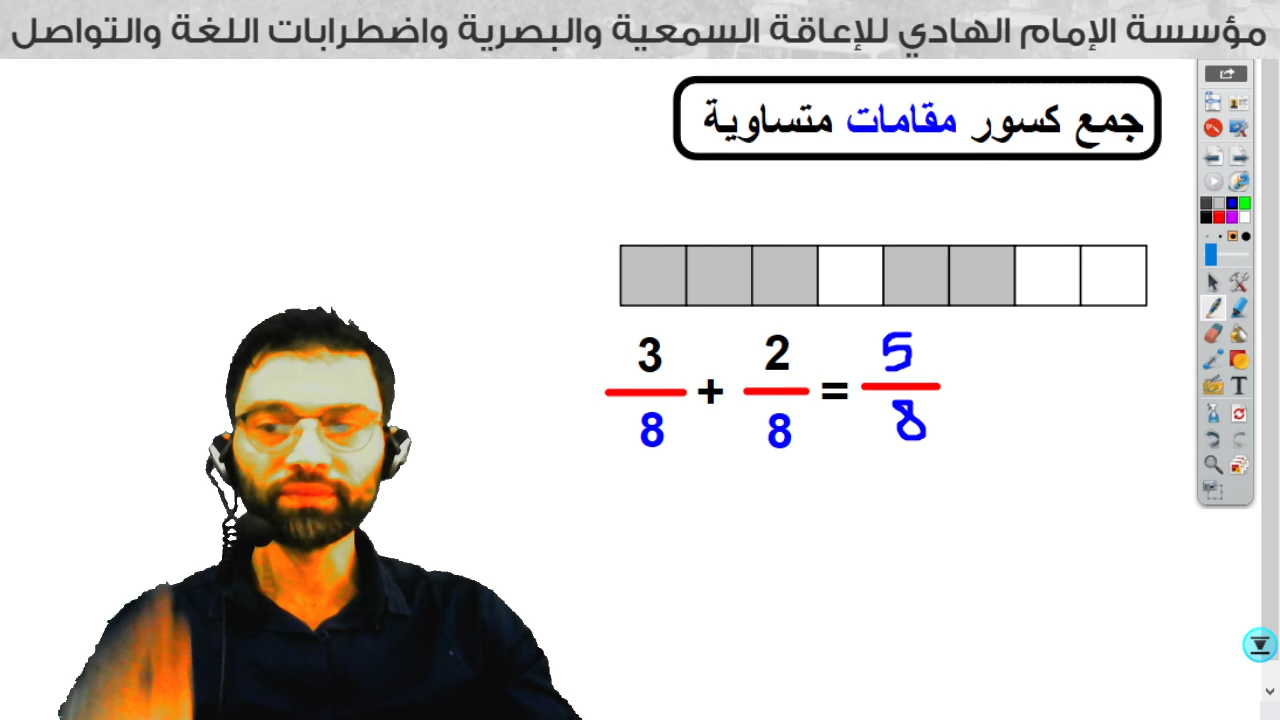 مؤسسة الإمام الهادي للإعاقة السمعية والبصرية واضطرابات اللغة والتواصل
جمع كسور مقامات متساوية
3 + 2 = 5
8 8 8
T